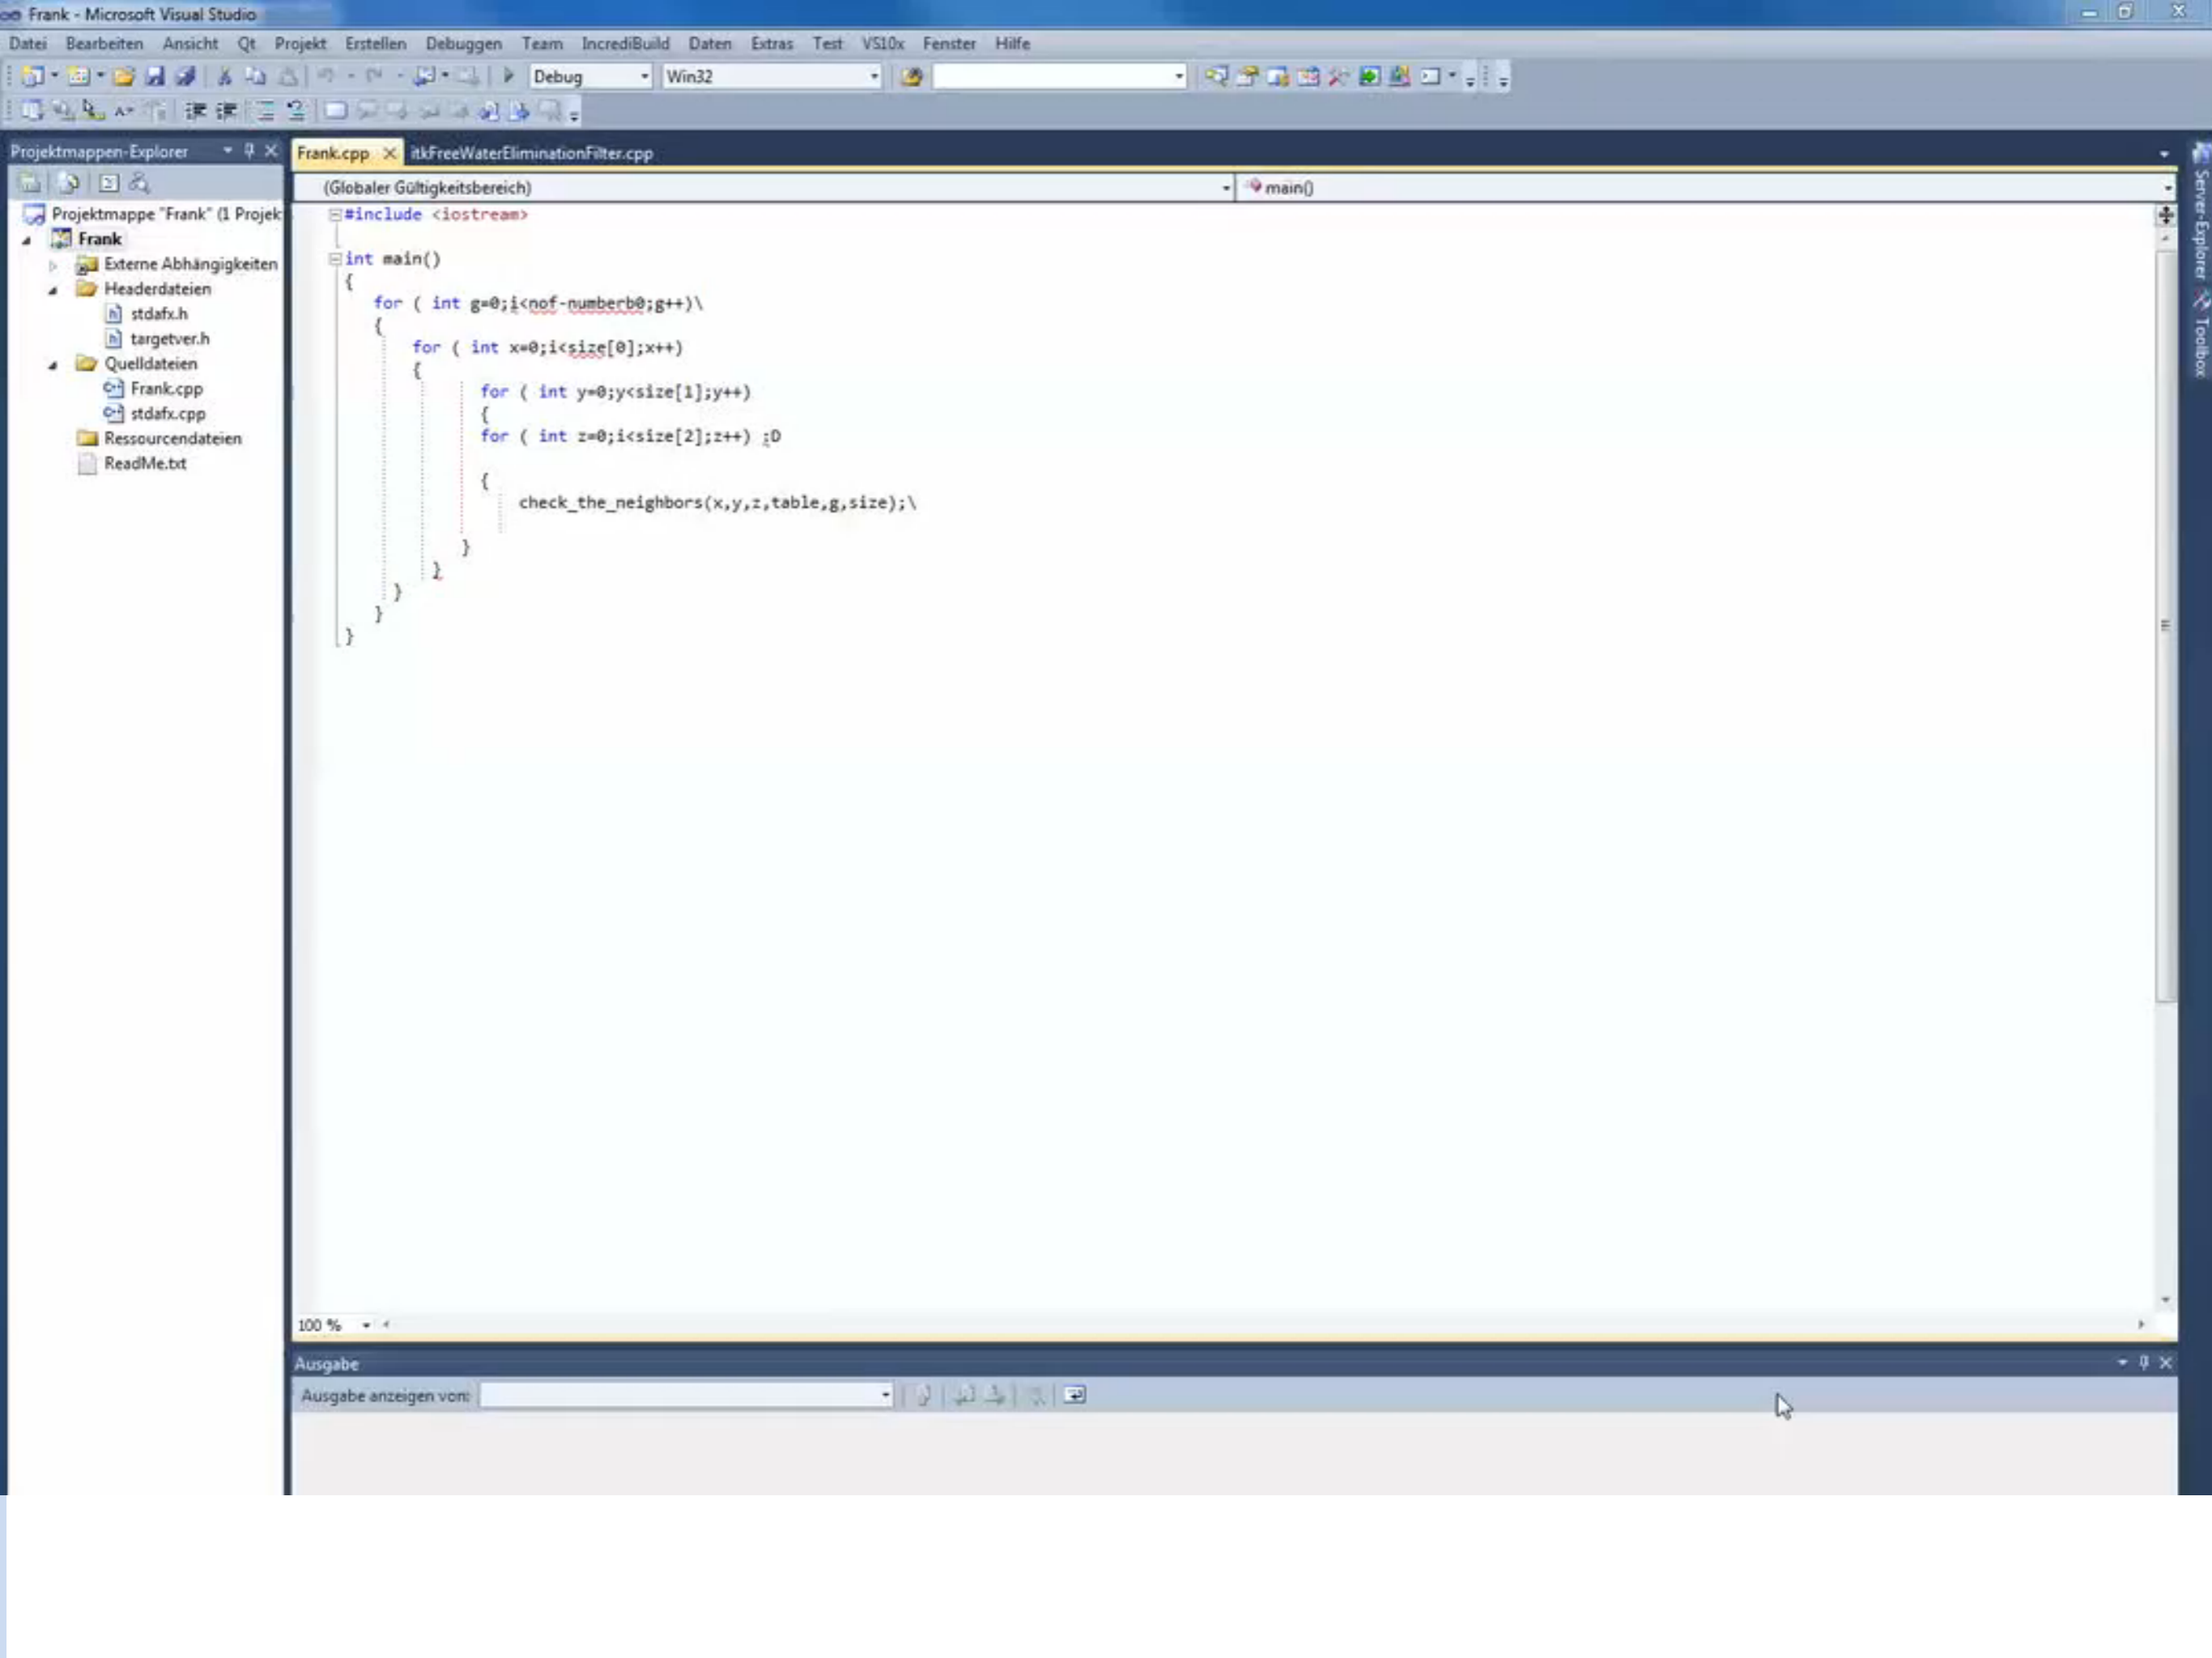 Frank - Microsoft Visual Studio
Datei Bearbeiten Ansicht Qt Projekt Erstellen Debuggen Team IncrediBuild Daten Extras Test VS10x Fenster Hilfe
Debug Win32
Projektmappen-Explorer
Projektmappe "Frank" (1 Projek
Frank
Externe Abhängigkeiten
Headerdateien
stdafx.h
targetver.h
Quelldateien
Frank.cpp
stdafx.cpp
Ressourcendateien
ReadMe.txt
Frank.cpp itkFreeWaterEliminationFilter.cpp
(Globaler Gültigkeitsbereich) main()
#include <iostream>
int main()
{
for ( int g=0;i<nof-numberb0;g++)\
{
for ( int x=0;i<size[0];x++)
{
for ( int y=0;y<size[1];y++)
{
for ( int z=0;i<size[2];z++) ;D
{
check_the_neighbors(x,y,z,table,g,size);\
}
}
}
}
}
100 %
Ausgabe
Ausgabe anzeigen von:
Server-Explorer
Toolbox